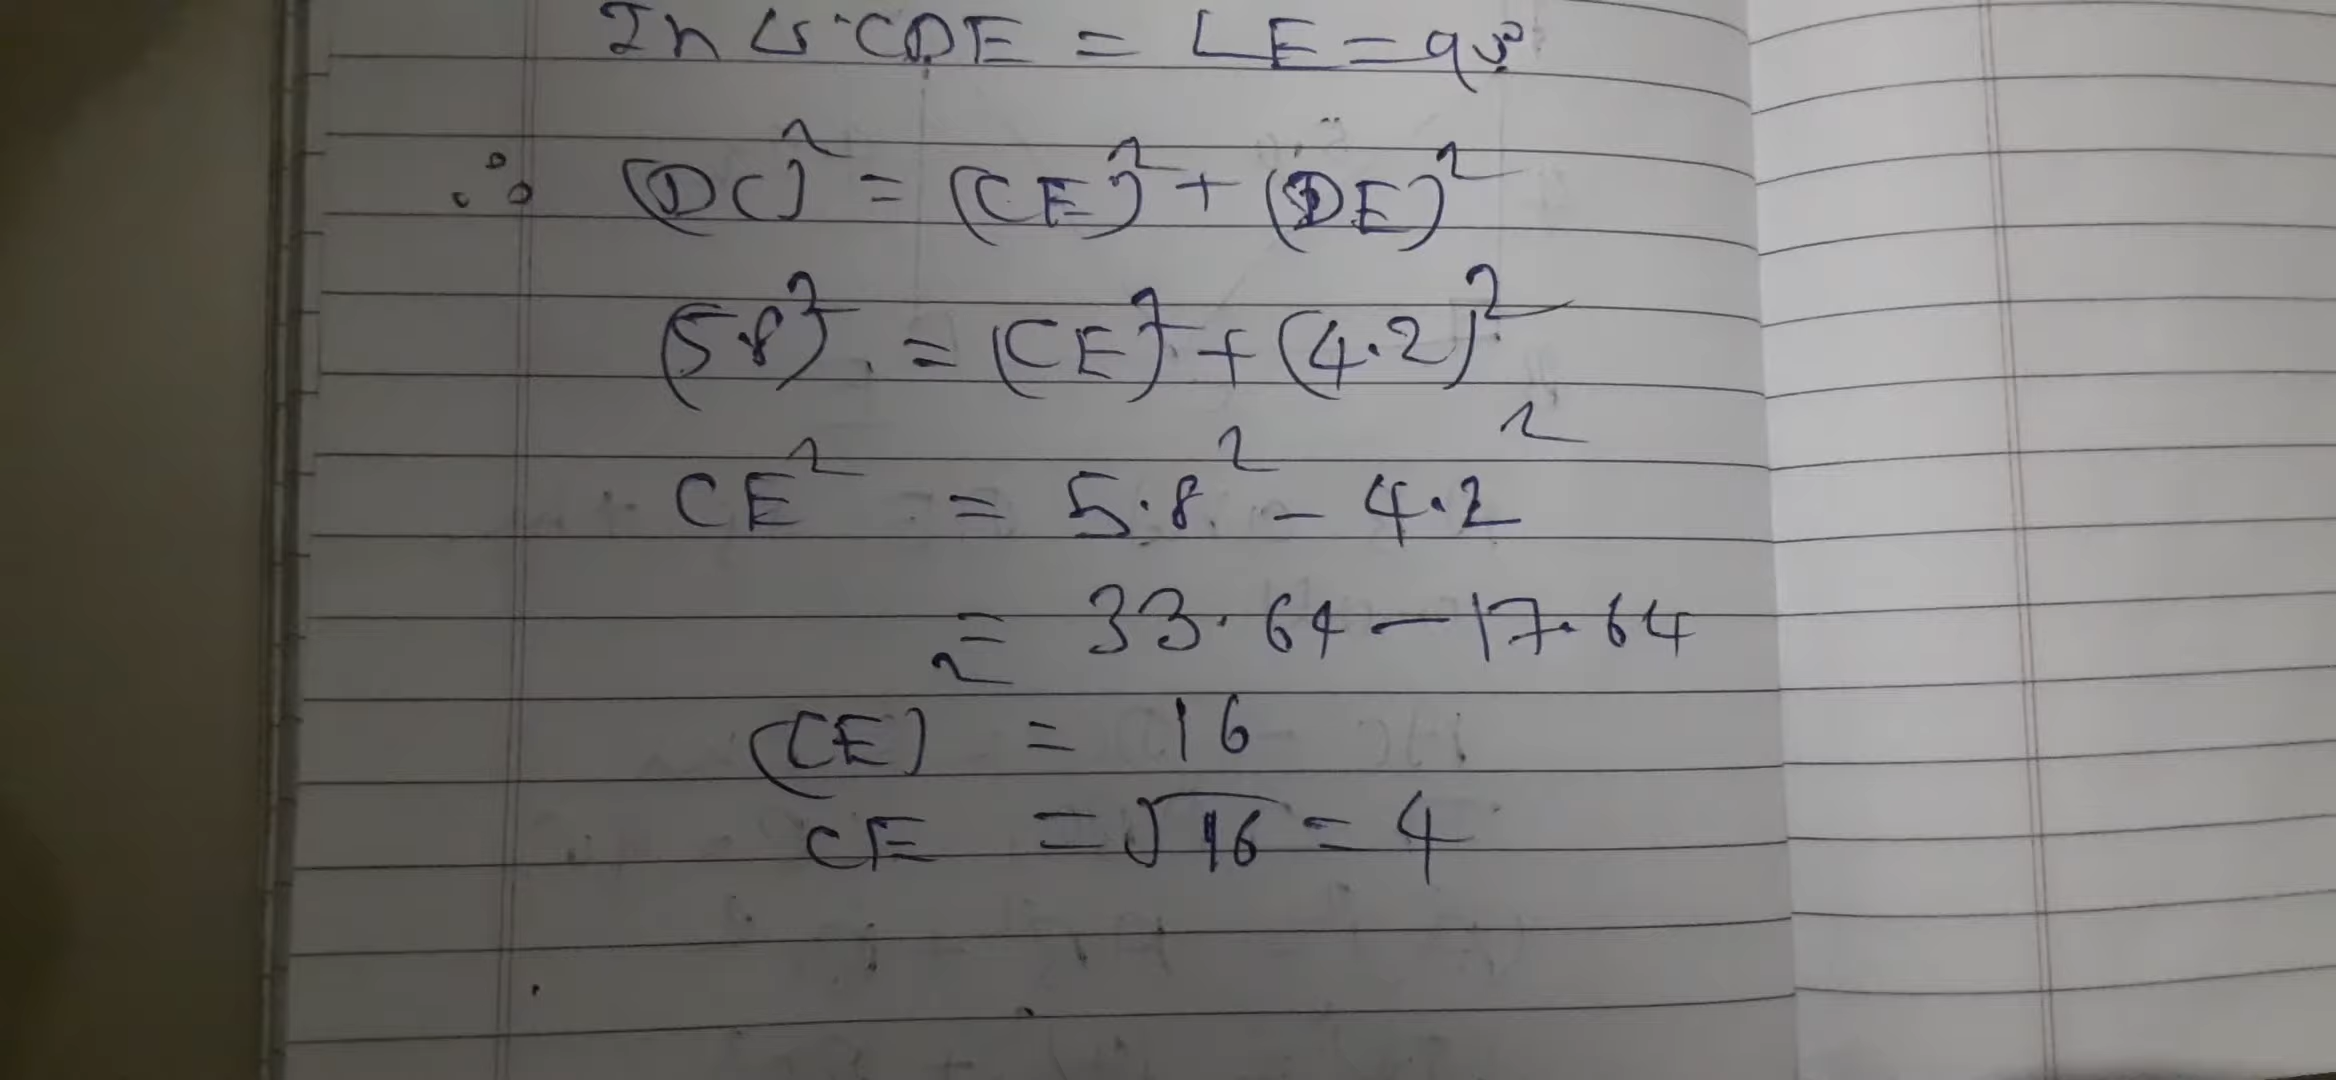 In Δs CDE = ∠E = 90°
∴ (DC)² = (CE)² + (DE)²
(5.8)² = (CE)² + (4.2)²
CE² = 5.8² - 4.2²
= 33.64 - 17.64
(CE)² = 16
CE = √16 = 4